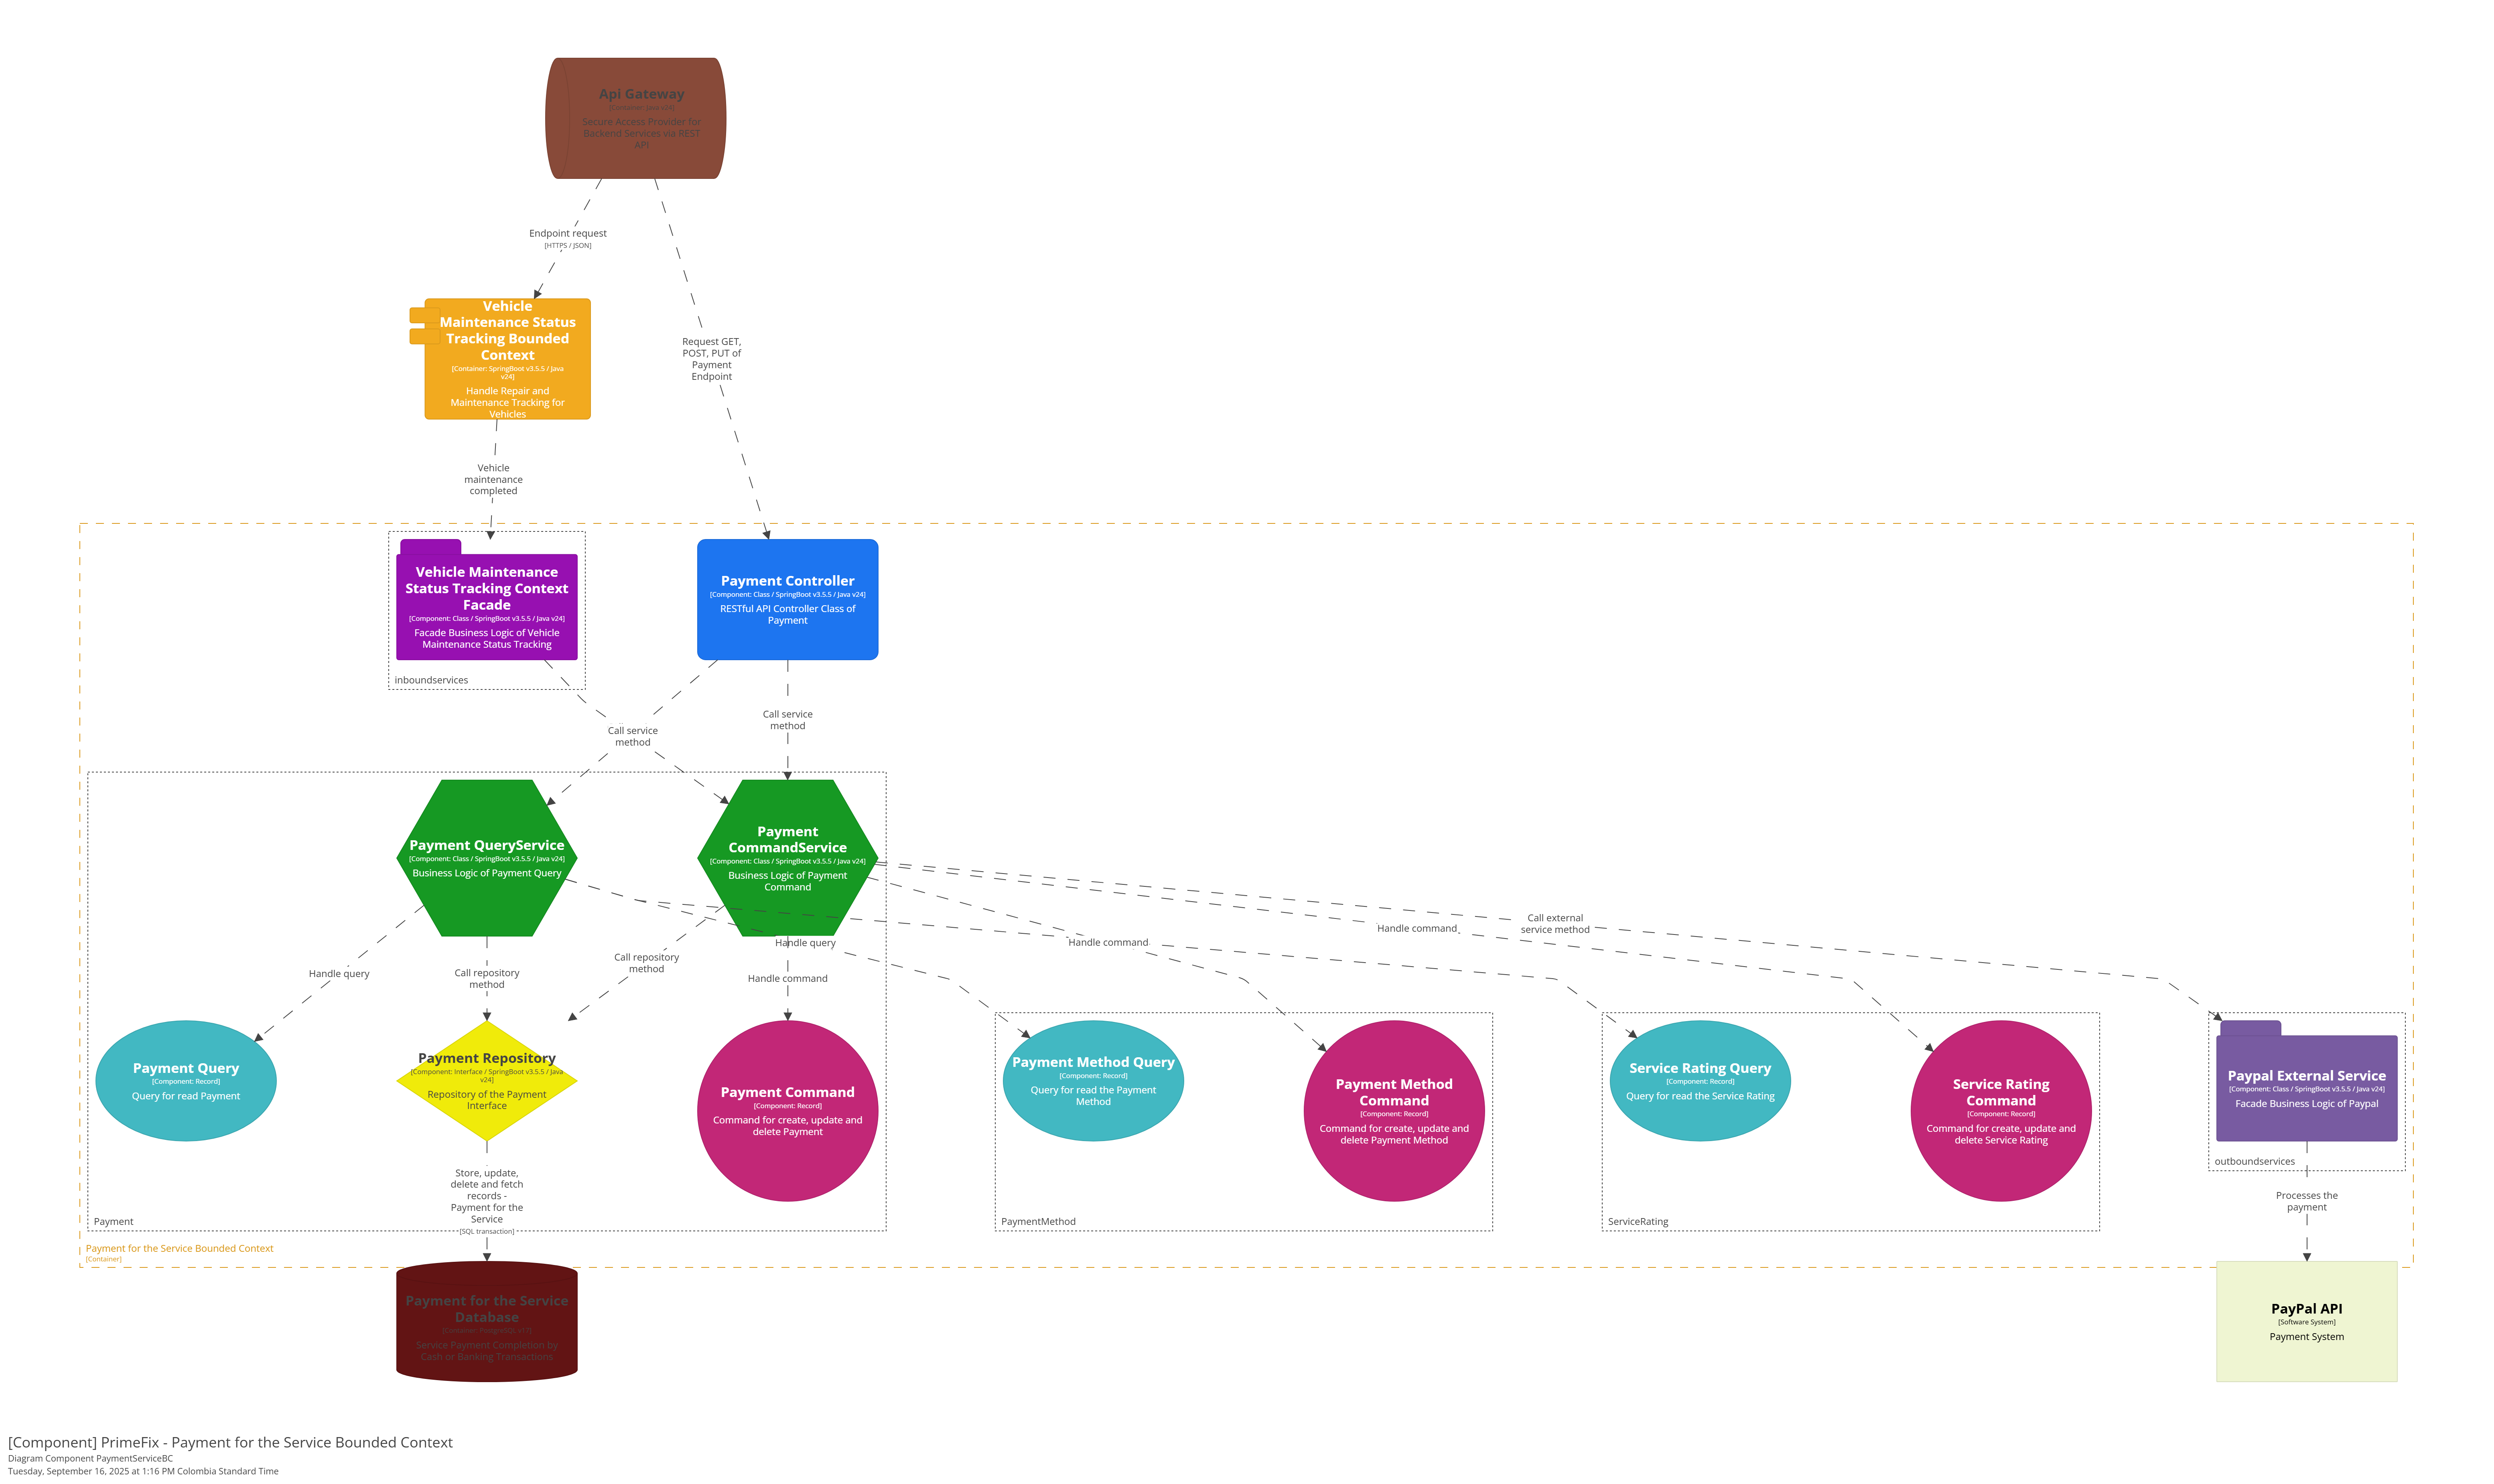 Api Gateway
[Container: Java v24]
Secure Access Provider for
Backend Services via REST
API
Endpoint request
[HTTPS / JSON]
Vehicle
Maintenance Status
Tracking Bounded
Context
[Container: SpringBoot v3.5.5 / Java
v24]
Handle Repair and
Maintenance Tracking for
Vehicles
Request GET,
POST, PUT of
Payment
Endpoint
Vehicle
maintenance
completed
Vehicle Maintenance
Status Tracking Context
Facade
[Component: Class / SpringBoot v3.5.5 / Java v24]
Facade Business Logic of Vehicle
Maintenance Status Tracking
inboundservices
Payment Controller
[Component: Class / SpringBoot v3.5.5 / Java v24]
RESTful API Controller Class of
Payment
Call service
method
Call service
method
Payment QueryService
[Component: Class / SpringBoot v3.5.5 / Java v24]
Business Logic of Payment Query
Payment
CommandService
[Component: Class / SpringBoot v3.5.5 / Java v24]
Business Logic of Payment
Command
Handle query
Call repository
method
Call repository
method
Handle query
Handle command
Handle command
Handle command
Call external
service method
Payment Query
[Component: Record]
Query for read Payment
Payment Repository
[Component: Interface / SpringBoot v3.5.5 / Java
v24]
Repository of the Payment
Interface
Payment Command
[Component: Record]
Command for create, update and
delete Payment
Payment Method Query
[Component: Record]
Query for read the Payment
Method
Payment Method
Command
[Component: Record]
Command for create, update and
delete Payment Method
Service Rating Query
[Component: Record]
Query for read the Service Rating
Service Rating
Command
[Component: Record]
Command for create, update and
delete Service Rating
Paypal External Service
[Component: Class / SpringBoot v3.5.5 / Java v24]
Facade Business Logic of Paypal
outboundservices
Store, update,
delete and fetch
records -
Payment for the
Service
[SQL transaction]
Processes the
payment
Payment
PaymentMethod
ServiceRating
Payment for the Service Bounded Context
[Container]
Payment for the Service
Database
[Container: PostgreSQL v17]
Service Payment Completion by
Cash or Banking Transactions
PayPal API
[Software System]
Payment System
[Component] PrimeFix - Payment for the Service Bounded Context
Diagram Component PaymentServiceBC
Tuesday, September 16, 2025 at 1:16 PM Colombia Standard Time